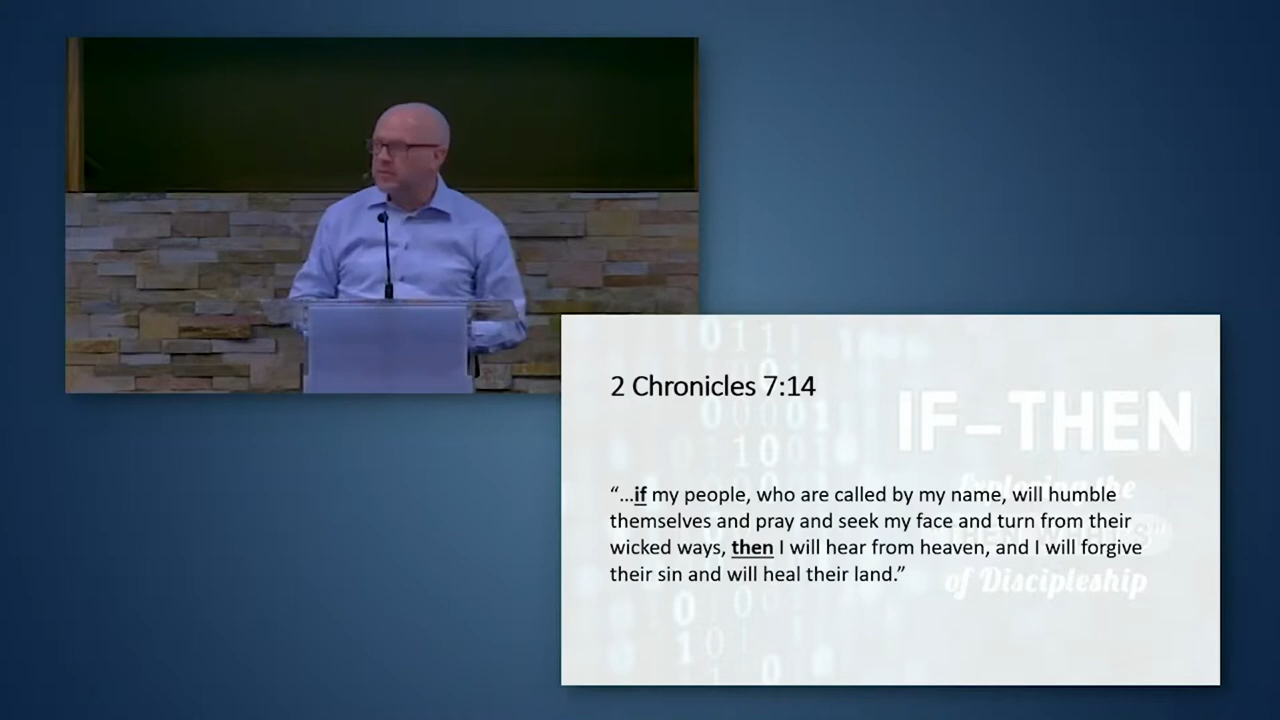 2 Chronicles 7:14
IF–THEN
Exploring the
"…if my people, who are called by my name, will humble
themselves and pray and seek my face and turn from their
wicked ways, then I will hear from heaven, and I will forgive
their sin and will heal their land."
of Discipleship